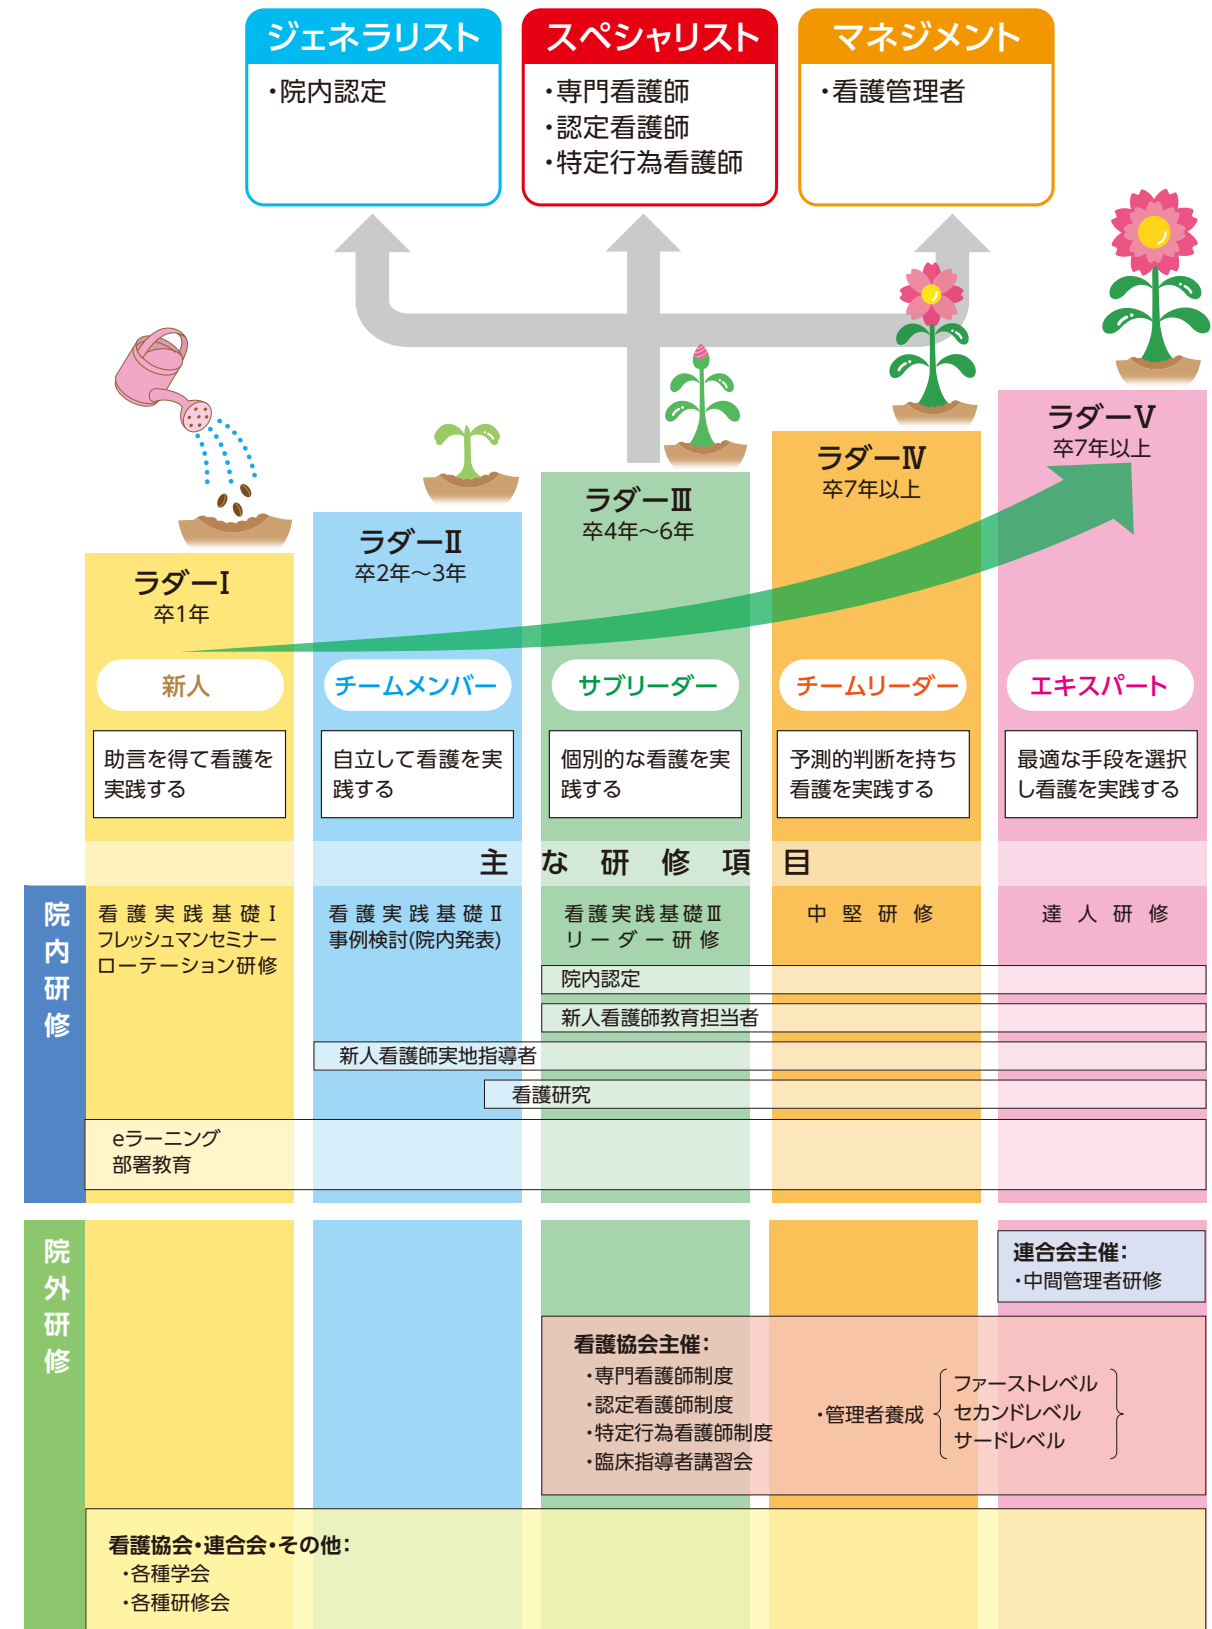 ジェネラリスト
・院内認定
スペシャリスト
・専門看護師
・認定看護師
・特定行為看護師
マネジメント
・看護管理者
ラダーⅠ
卒1年
新人
助言を得て看護を
実践する
ラダーⅡ
卒2年～3年
チームメンバー
自立して看護を実
践する
ラダーⅢ
卒4年～6年
サブリーダー
個別的な看護を実
践する
ラダーⅣ
卒7年以上
チームリーダー
予測的判断を持ち
看護を実践する
ラダーⅤ
卒7年以上
エキスパート
最適な手段を選択
し看護を実践する
主な研修項目
院内研修
看護実践基礎Ⅰ
フレッシュマンセミナー
ローテーション研修
看護実践基礎Ⅱ
事例検討(院内発表)
看護実践基礎Ⅲ
リーダー研修
中堅研修
達人研修
院内認定
新人看護師教育担当者
新人看護師実地指導者
看護研究
eラーニング
部署教育
院外研修
連合会主催：
・中間管理者研修
看護協会主催：
・専門看護師制度
・認定看護師制度
・特定行為看護師制度
・臨床指導者講習会
・管理者養成
ファーストレベル
セカンドレベル
サードレベル
看護協会・連合会・その他：
・各種学会
・各種研修会